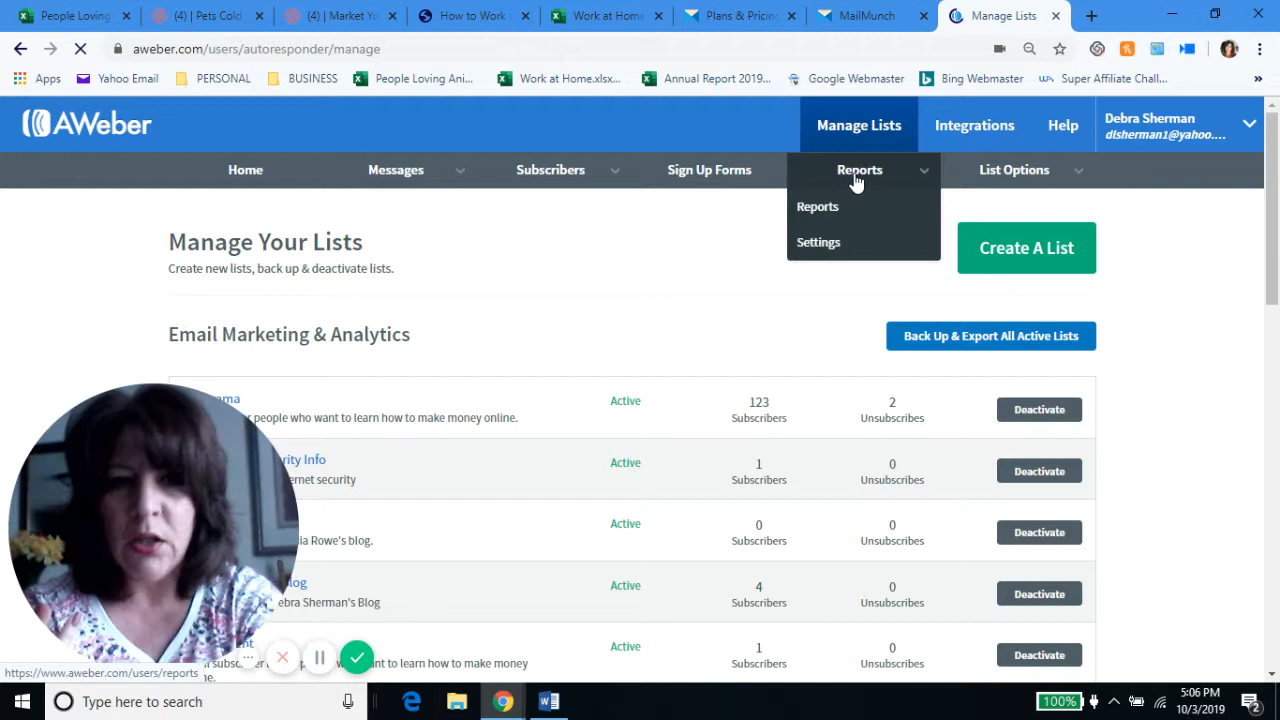 People Loving
(4) | Pets Cold
(4) | Market Yo
How to Work
Work at Home
Plans & Pricing
MailMunch
Manage Lists
aweber.com/users/autoresponder/manage
Apps
Yahoo Email
PERSONAL
BUSINESS
People Loving Ani...
Work at Home.xlsx...
Annual Report 2019...
Google Webmaster
Bing Webmaster
Super Affiliate Chall...
AWeber
Manage Lists
Integrations
Help
Debra Sherman
dlsherman1@yahoo....
Home
Messages
Subscribers
Sign Up Forms
Reports
List Options
Reports
Settings
Manage Your Lists
Create new lists, back up & deactivate lists.
Create A List
Email Marketing & Analytics
Back Up & Export All Active Lists
ama
r people who want to learn how to make money online.
Active
123
Subscribers
2
Unsubscribes
Deactivate
rity Info
ernet security
Active
1
Subscribers
0
Unsubscribes
Deactivate
ia Rowe's blog.
Active
0
Subscribers
0
Unsubscribes
Deactivate
log
ebra Sherman's Blog
Active
4
Subscribers
0
Unsubscribes
Deactivate
nt
want to learn how to make money
ne.
Active
1
Subscribers
0
Unsubscribes
Deactivate
https://www.aweber.com/users/reports
Type here to search
100%
5:06 PM
10/3/2019
2